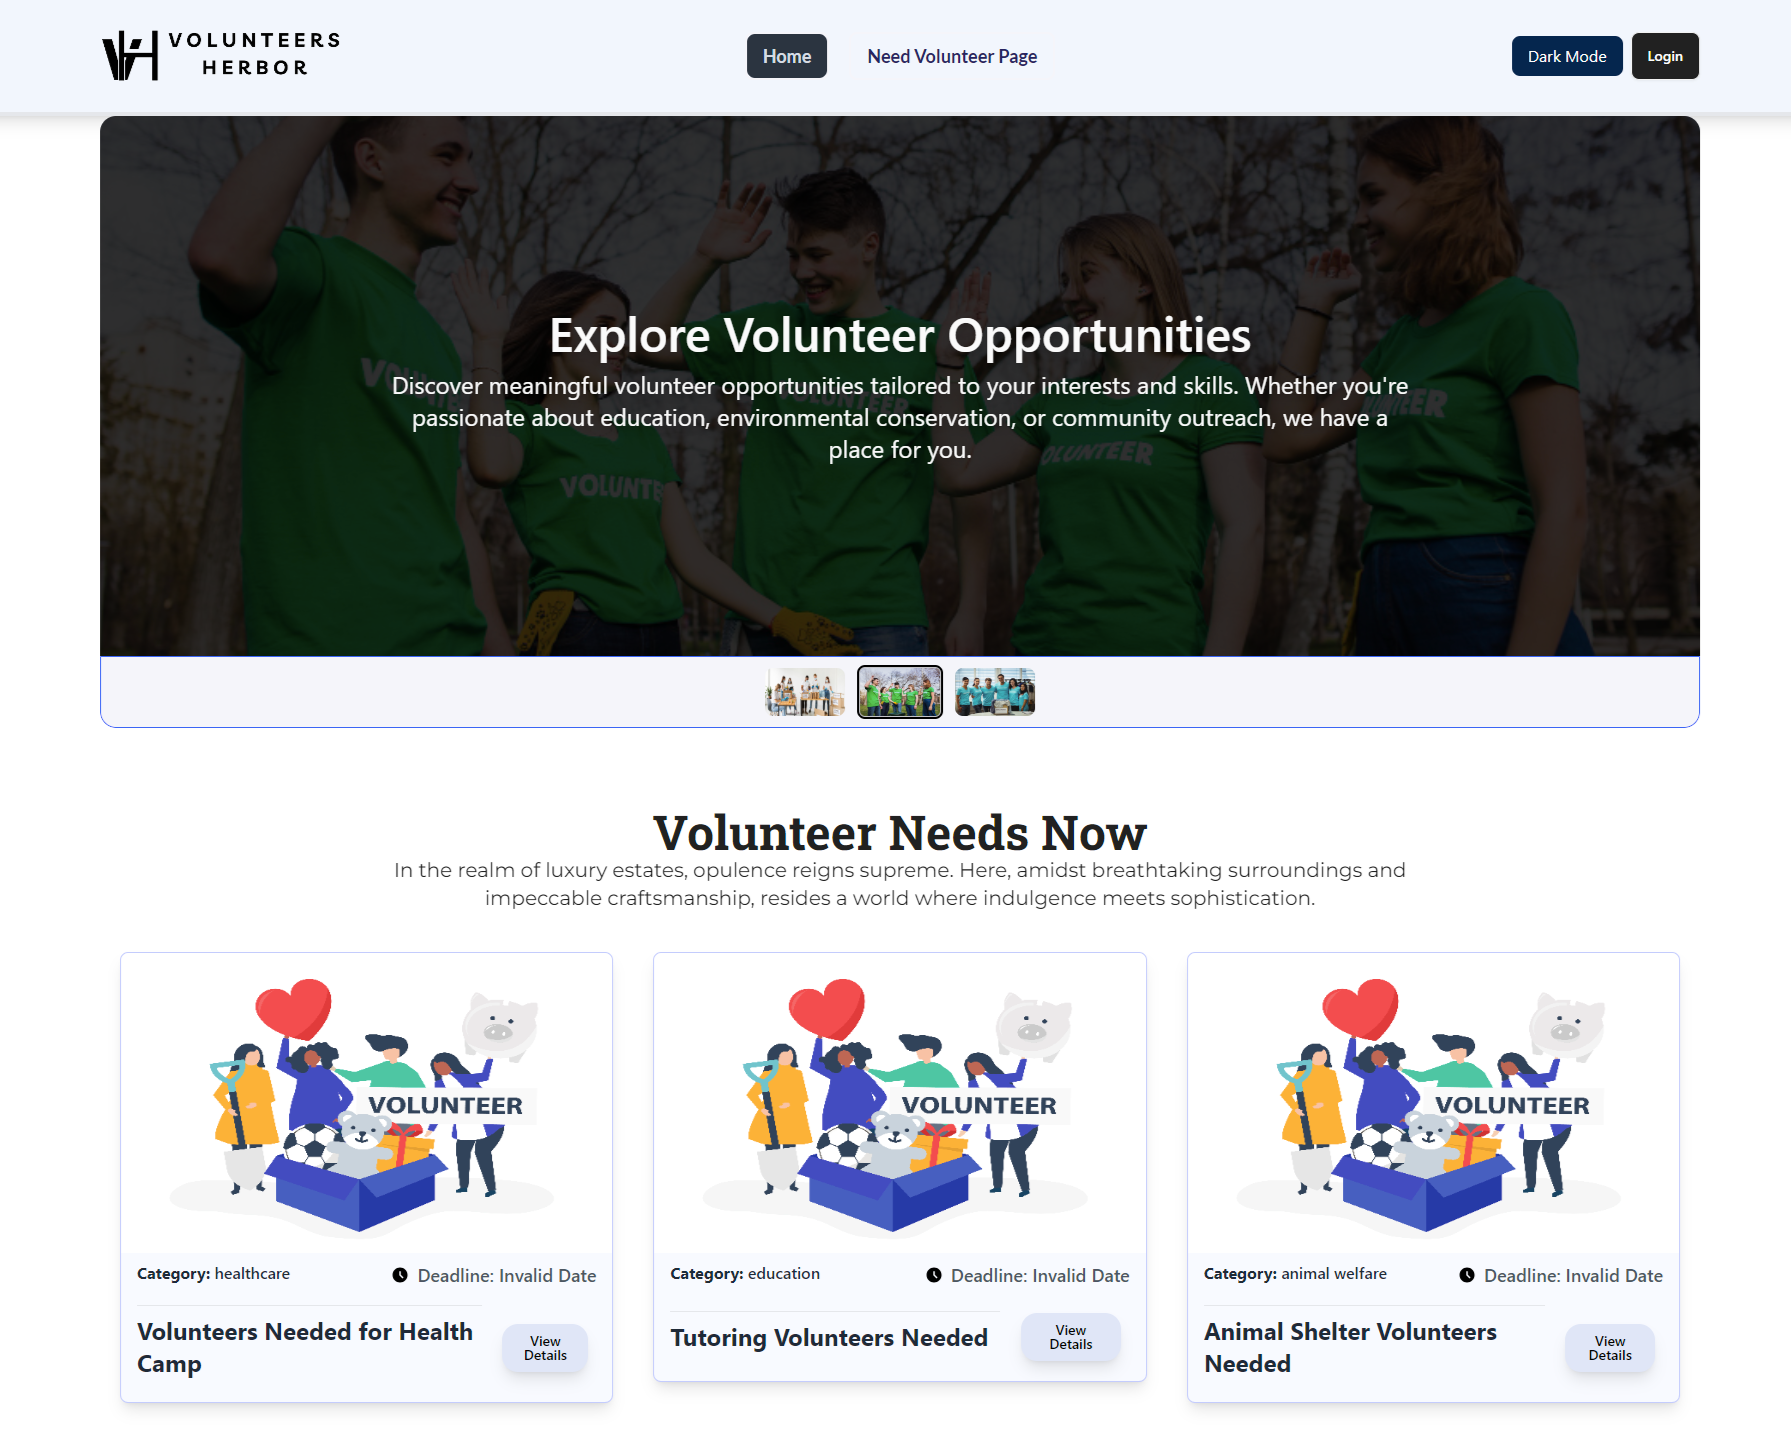 VOLUNTEERS
HERBOR
Home
Need Volunteer Page
Dark Mode
Login
Explore Volunteer Opportunities
Discover meaningful volunteer opportunities tailored to your interests and skills. Whether you're
passionate about education, environmental conservation, or community outreach, we have a
place for you.
VOLUNTE
OLUNTEER
Volunteer Needs Now
In the realm of luxury estates, opulence reigns supreme. Here, amidst breathtaking surroundings and
impeccable craftsmanship, resides a world where indulgence meets sophistication.
VOLUNTEER
VOLUNTEER
VOLUNTEER
Category: healthcare
Deadline: Invalid Date
Volunteers Needed for Health
Camp
View
Details
Category: education
Deadline: Invalid Date
Tutoring Volunteers Needed
View
Details
Category: animal welfare
Deadline: Invalid Date
Animal Shelter Volunteers
Needed
View
Details